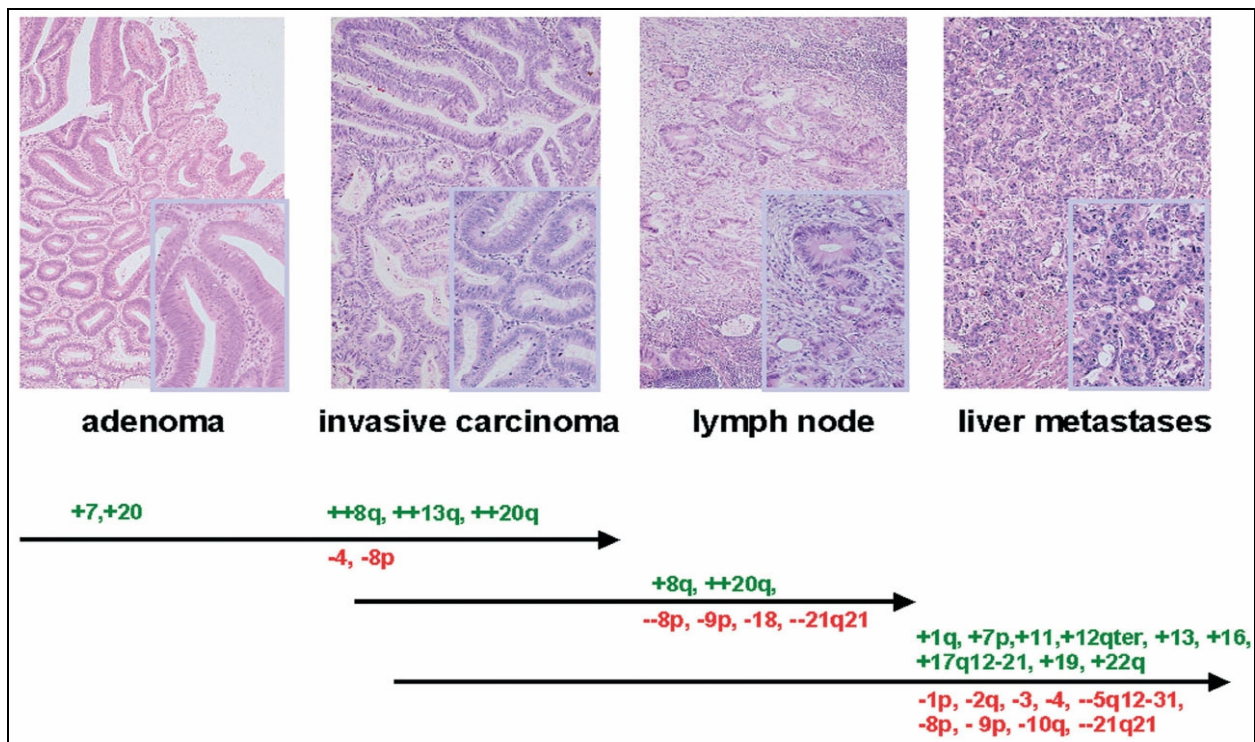 adenoma
invasive carcinoma
lymph node
liver metastases
+7,+20
++8q, ++13q, ++20q
-4, -8p
+8q, ++20q,
--8p, -9p, -18, --21q21
+1q, +7p,+11,+12qter, +13, +16,
+17q12-21, +19, +22q
-1p, -2q, -3, -4, --5q12-31,
-8p, - 9p, -10q, --21q21